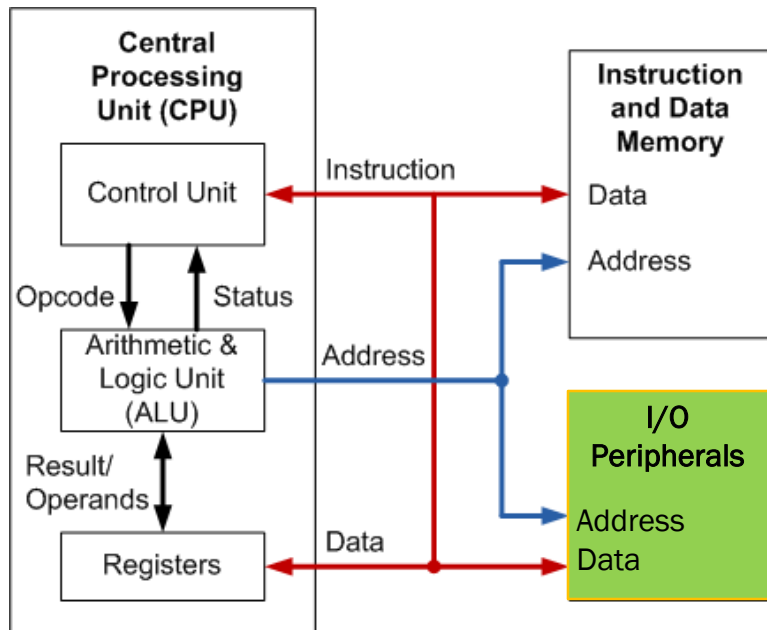 Central
Processing
Unit (CPU)
Control Unit
Opcode
Status
Arithmetic &
Logic Unit
(ALU)
Result/
Operands
Registers
Instruction
Address
Data
Instruction
and Data
Memory
Data
Address
I/O
Peripherals
Address
Data